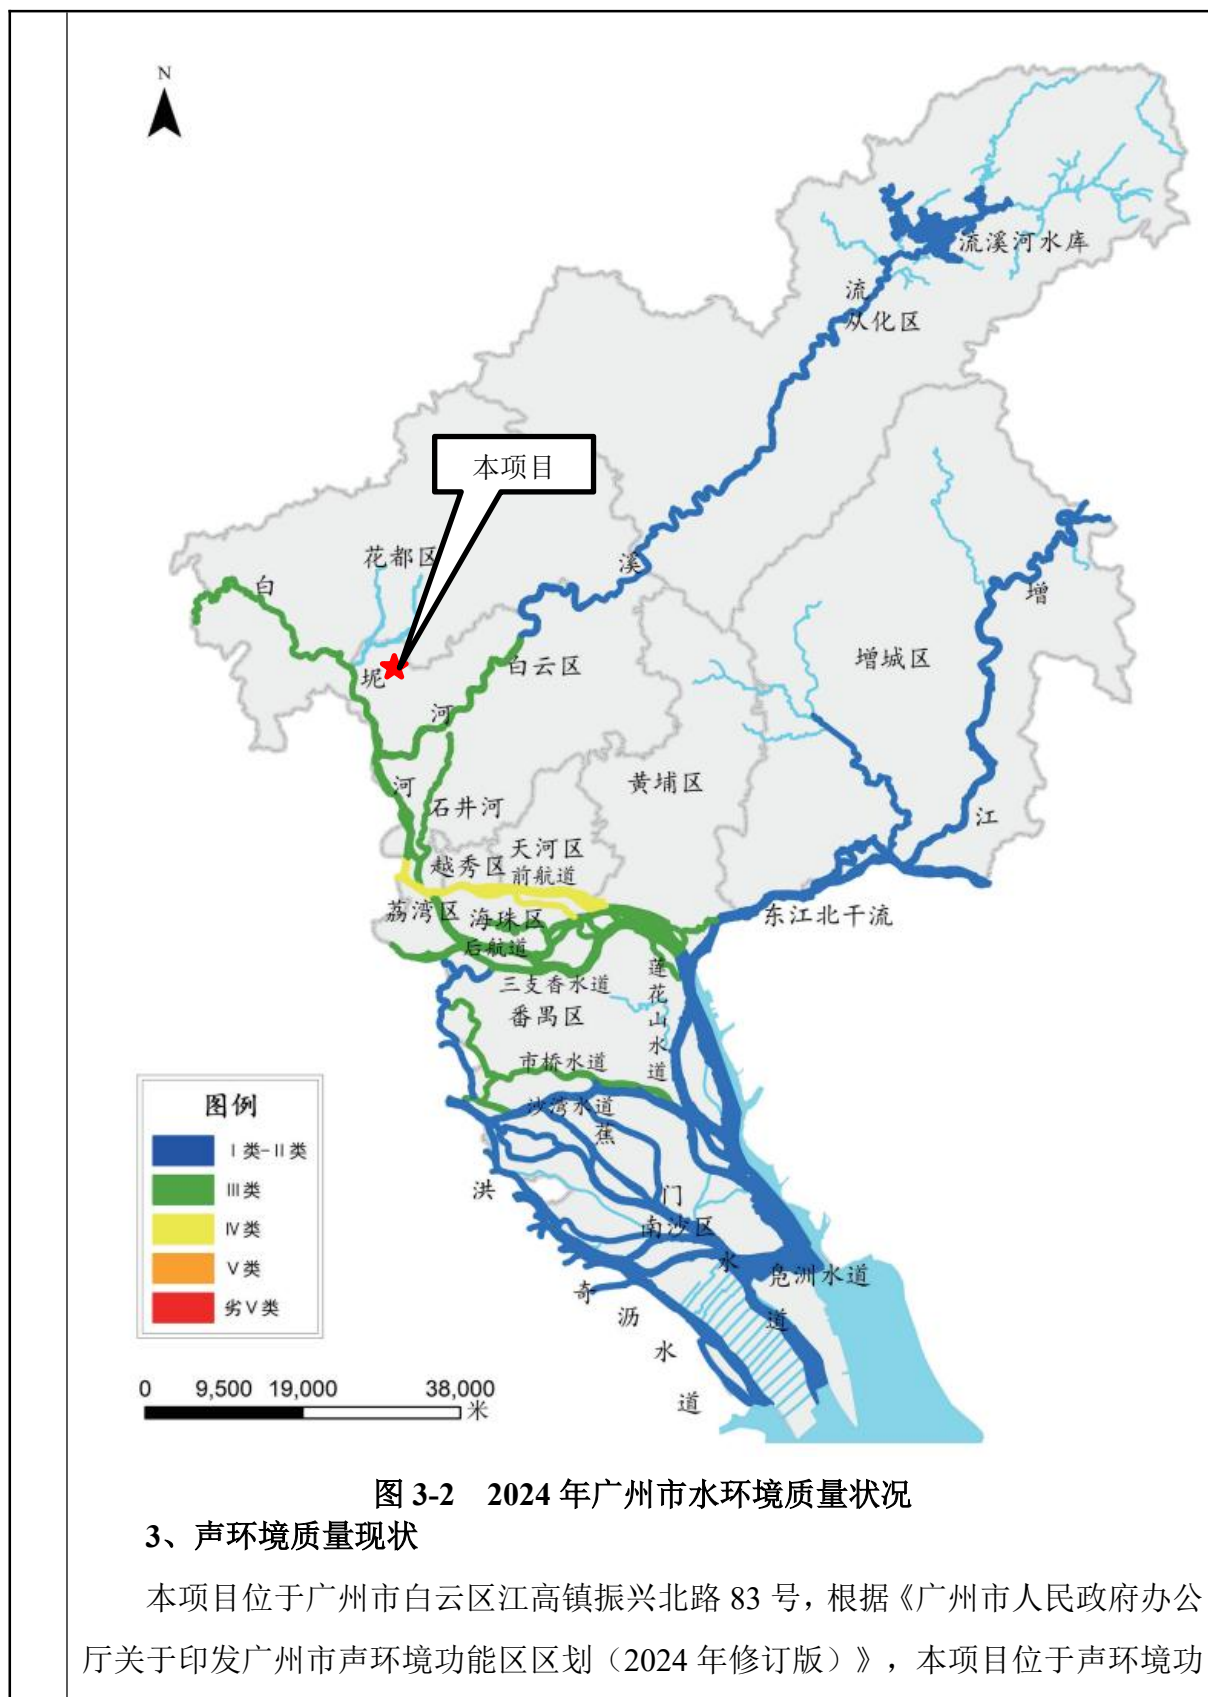 N
流溪河水库
流
从化区
本项目
花都区
溪
白
增
白云区
增城区
坭
河
黄埔区
河
石井河
江
天河区
越秀区
前航道
荔湾区
海珠区
东江北干流
后航道
莲花山水道
三支香水道
番禺区
市桥水道
沙湾水道
蕉
图例
I类-II类
III类
IV类
V类
劣V类
洪
门
南沙区
水
凫洲水道
奇
道
沥
水
道
0 9,500 19,000 38,000
米
图 3-2 2024 年广州市水环境质量状况
3、声环境质量现状
本项目位于广州市白云区江高镇振兴北路 83 号，根据《广州市人民政府办公
厅关于印发广州市声环境功能区区划（2024 年修订版）》，本项目位于声环境功